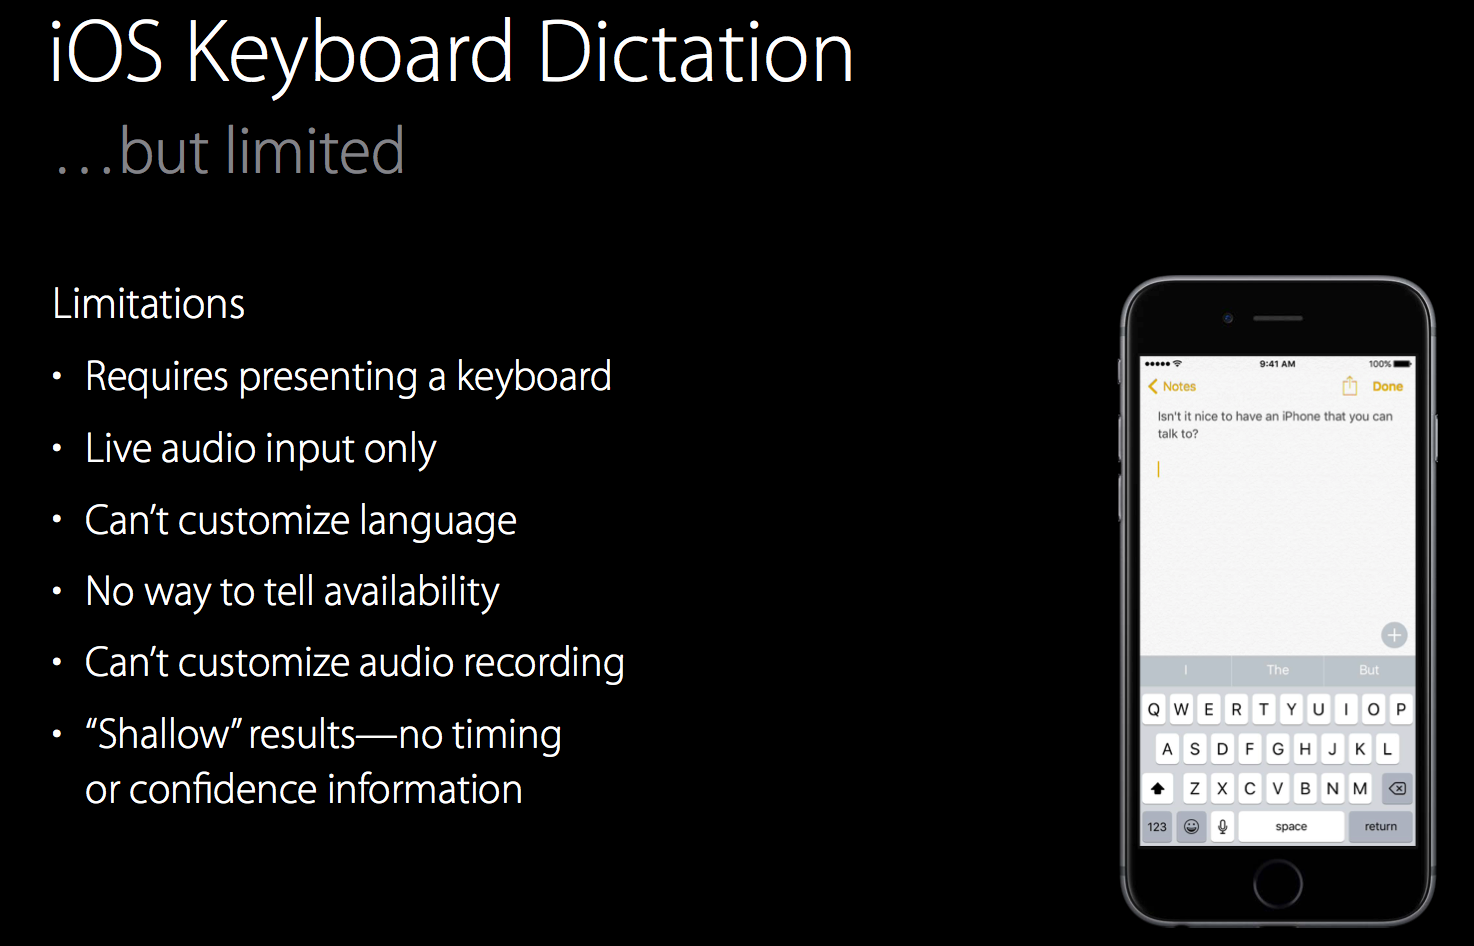 iOS Keyboard Dictation
…but limited
Limitations
• Requires presenting a keyboard
• Live audio input only
• Can’t customize language
• No way to tell availability
• Can’t customize audio recording
• “Shallow” results—no timing
or confidence information
9:41 AM
100%
Notes
Done
Isn't it nice to have an iPhone that you can
talk to?
I The But
Q W E R T Y U I O P
A S D F G H J K L
Z X C V B N M
123 space return